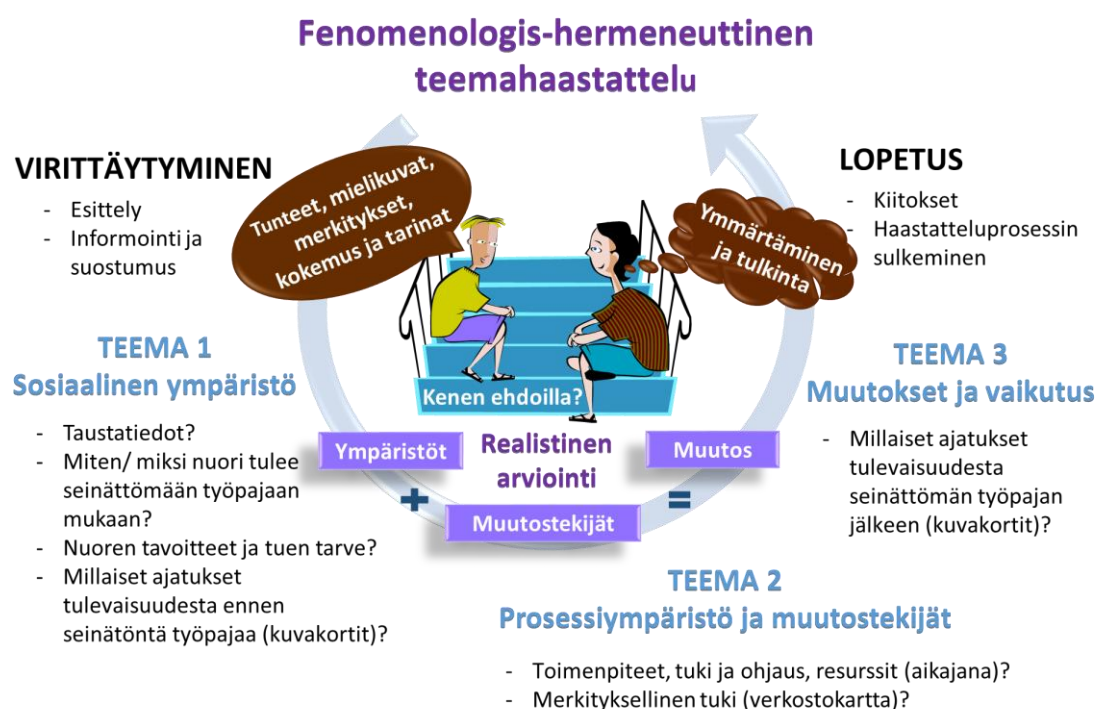 Fenomenologis-hermeneuttinen
teemahaastattelu
VIRITTÄYTYMINEN
- Esittely
- Informointi ja
suostumus
Tunteet, mielikuvat,
merkitykset,
kokemus ja tarinat
Ymmärtäminen
ja tulkinta
LOPETUS
- Kiitokset
- Haastatteluprosessin
sulkeminen
TEEMA 1
Sosiaalinen ympäristö
- Taustatiedot?
- Miten/ miksi nuori tulee
seinättömään työpajaan
mukaan?
- Nuoren tavoitteet ja tuen tarve?
- Millaiset ajatukset
tulevaisuudesta ennen
seinätöntä työpajaa (kuvakortit)?
Kenen ehdoilla?
Ympäristöt
Realistinen
arviointi
Muutos
+
=
Muutostekijät
TEEMA 2
Prosessiympäristö ja muutostekijät
- Toimenpiteet, tuki ja ohjaus, resurssit (aikajana)?
- Merkityksellinen tuki (verkostokartta)?
TEEMA 3
Muutokset ja vaikutus
- Millaiset ajatukset
tulevaisuudesta
seinättömän työpajan
jälkeen (kuvakortit)?